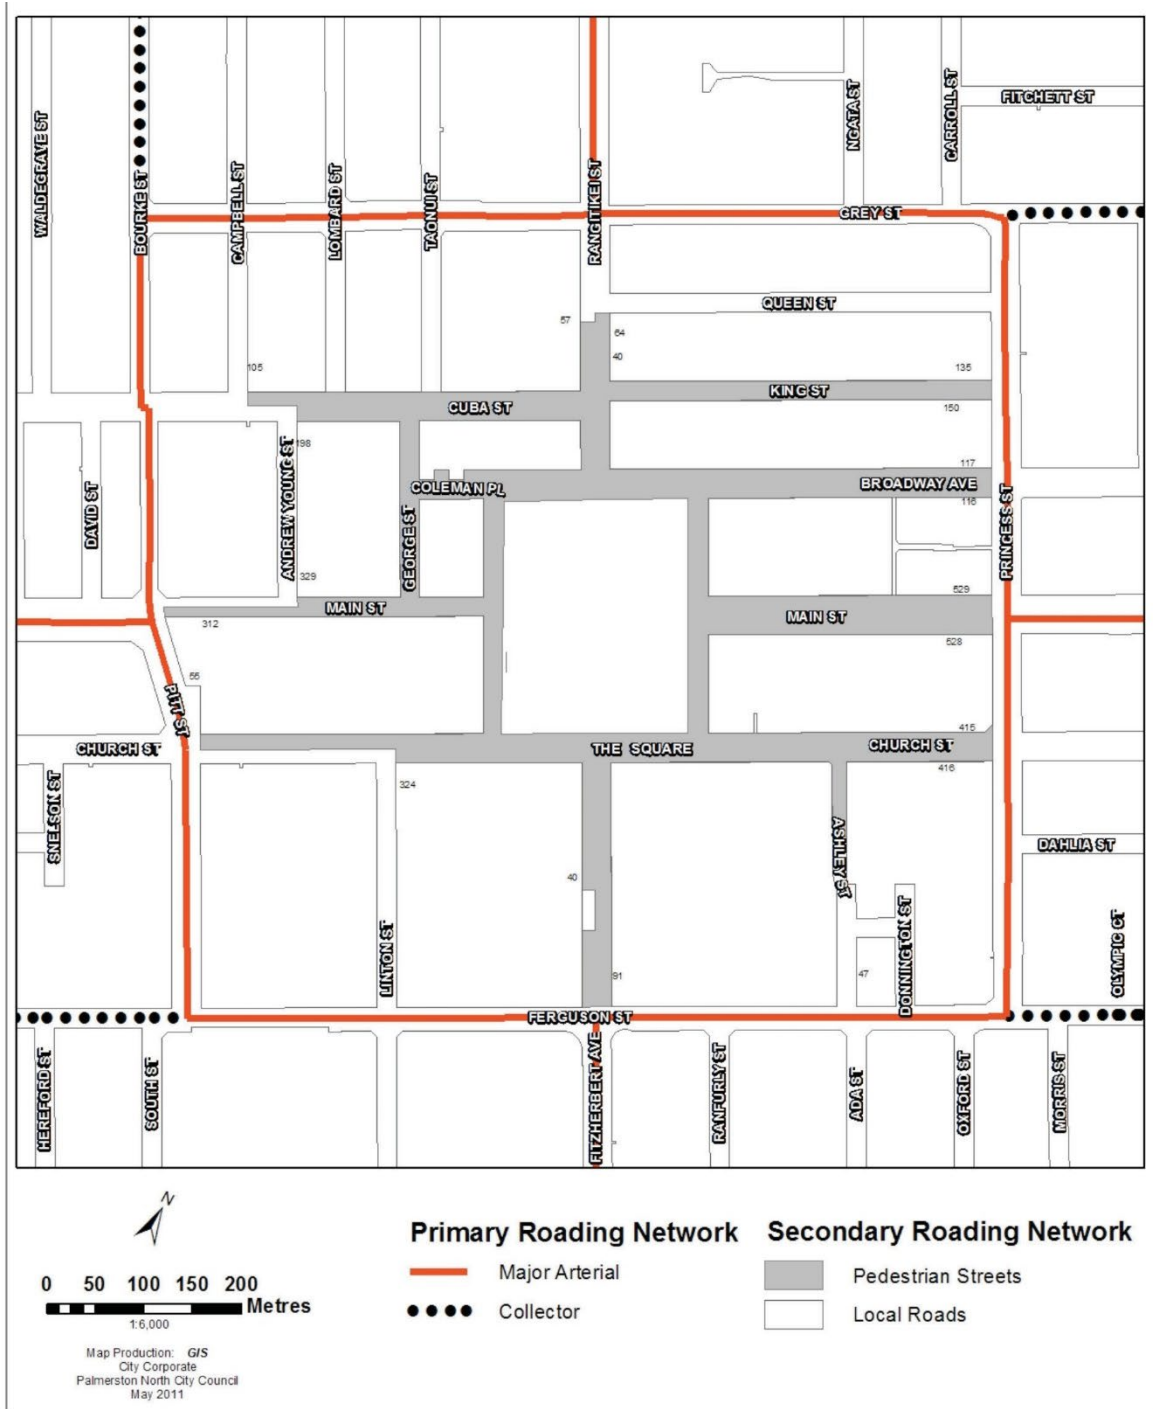 WALDEGRAVE ST
BOURKE ST
CAMPBELL ST
LOMBARD ST
TAONUI ST
RANGITIKEI ST
NGATA ST
CARROLL ST
FITCHETT ST
GREY ST
QUEEN ST
57
64
40
105
135
KING ST
150
CUBA ST
198
117
COLEMAN PL
BROADWAY AVE
116
DAVID ST
ANDREW YOUNG ST
GEORGE ST
PRINCESS ST
329
529
MAIN ST
MAIN ST
312
528
55
PITT ST
415
CHURCH ST
THE SQUARE
CHURCH ST
416
SNELSON ST
324
ASHLEY ST
DAHLIA ST
40
LINTON ST
DONNINGTON ST
OLYMPIC CT
91
47
FERGUSON ST
HEREFORD ST
SOUTH ST
FITZHERBERT AVE
RANFURLY ST
ADA ST
OXFORD ST
MORRIS ST
N
Primary Roading Network
Major Arterial
Collector
Secondary Roading Network
Pedestrian Streets
Local Roads
0 50 100 150 200
Metres
1:6,000
Map Production: GIS
City Corporate
Palmerston North City Council
May 2011